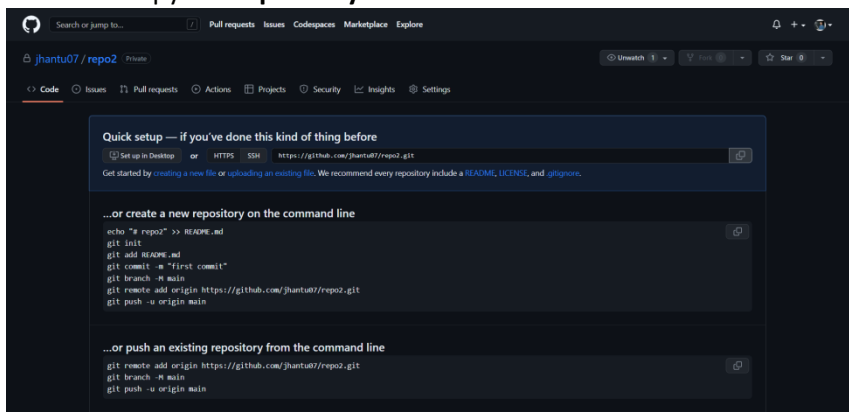 Search or jump to... / Pull requests Issues Codespaces Marketplace Explore
jhantu07 / repo2 Private Unwatch 1 Fork 0 Star 0
<> Code Issues Pull requests Actions Projects Security Insights Settings
Quick setup — if you've done this kind of thing before
Set up in Desktop or HTTPS SSH https://github.com/jhantu07/repo2.git
Get started by creating a new file or uploading an existing file. We recommend every repository include a README, LICENSE, and .gitignore.
...or create a new repository on the command line
echo "# repo2" >> README.md
git init
git add README.md
git commit -m "first commit"
git branch -M main
git remote add origin https://github.com/jhantu07/repo2.git
git push -u origin main
...or push an existing repository from the command line
git remote add origin https://github.com/jhantu07/repo2.git
git branch -M main
git push -u origin main